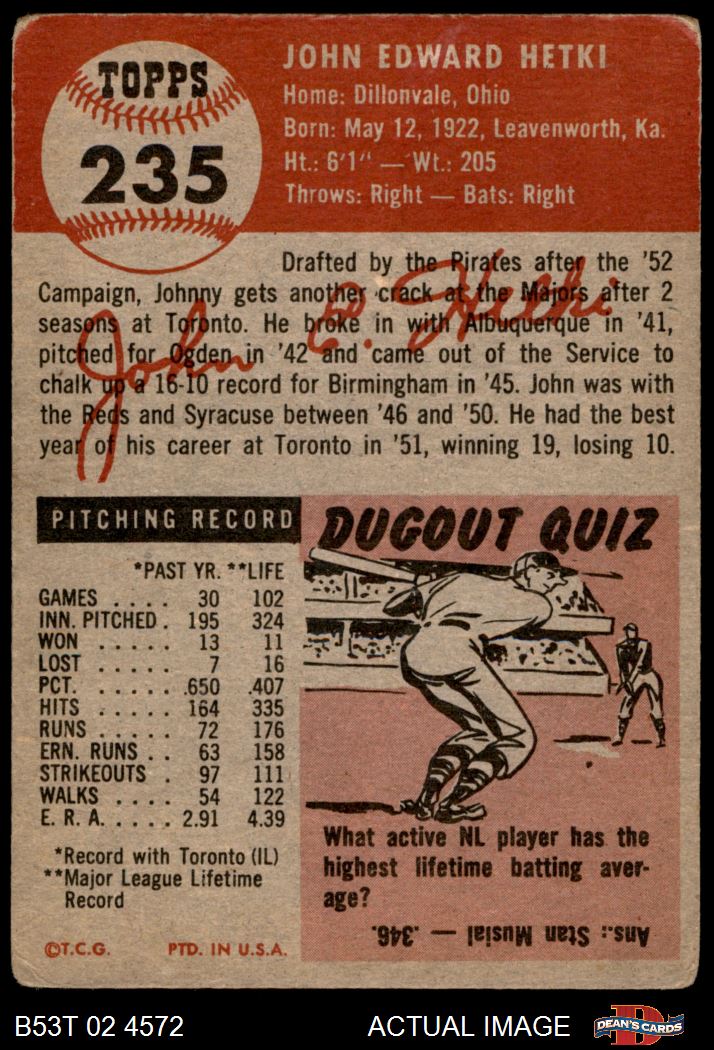 TOPPS
235
JOHN EDWARD HETKI
Home: Dillonvale, Ohio
Born: May 12, 1922, Leavenworth, Ka.
Ht.: 6'1" — Wt.: 205
Throws: Right — Bats: Right
Drafted by the Pirates after the '52
Campaign, Johnny gets another crack at the Majors after 2
seasons at Toronto. He broke in with Albuquerque in '41,
pitched for Ogden in '42 and came out of the Service to
chalk up a 16-10 record for Birmingham in '45. John was with
the Reds and Syracuse between '46 and '50. He had the best
year of his career at Toronto in '51, winning 19, losing 10.
John E. Hetki
PITCHING RECORD
*PAST YR. **LIFE
GAMES . . . . 30 102
INN. PITCHED . 195 324
WON . . . . . 13 11
LOST . . . . . 7 16
PCT. . . . . . .650 .407
HITS . . . . . 164 335
RUNS . . . . . 72 176
ERN. RUNS . . 63 158
STRIKEOUTS . 97 111
WALKS . . . . 54 122
E. R. A. . . . . . 2.91 4.39
*Record with Toronto (IL)
**Major League Lifetime
Record
©T.C.G. PTD. IN U.S.A.
DUGOUT QUIZ
What active NL player has the
highest lifetime batting aver-
age?
Ans.: Stan Musial — .346.
B53T 02 4572
ACTUAL IMAGE
D
DEAN'S CARDS